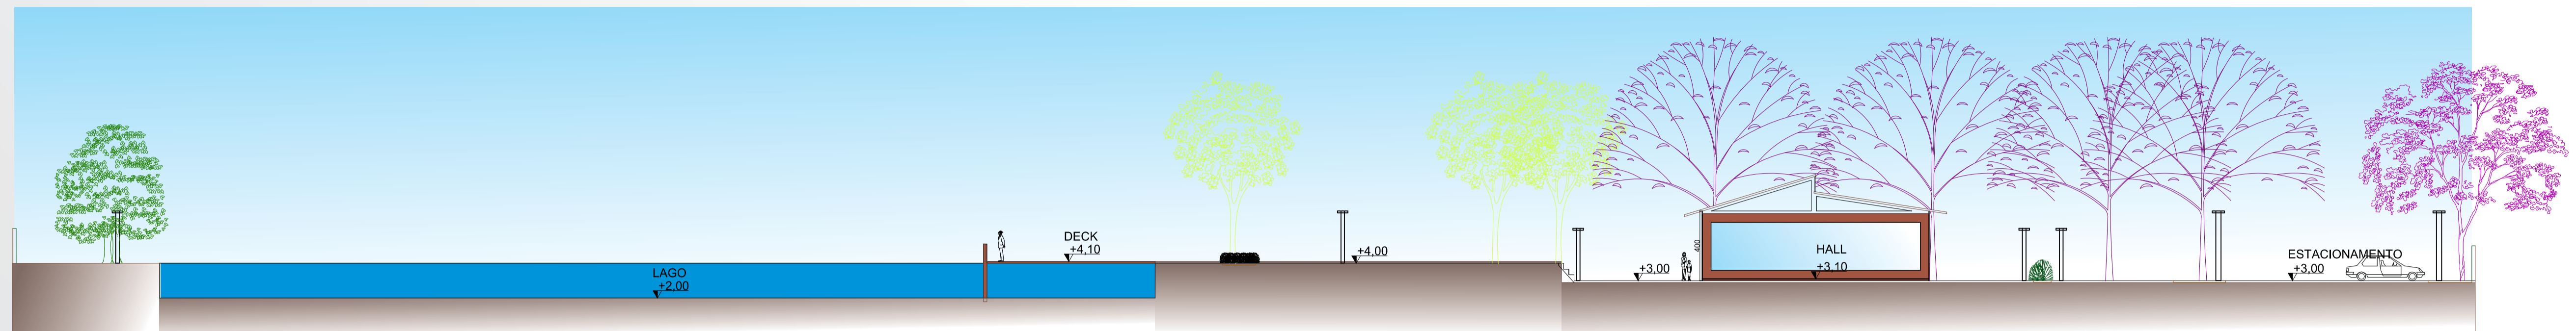 LAGO
+2,00
DECK
+4,10
+4,00
+3,00
400
HALL
+3,10
ESTACIONAMENTO
+3,00